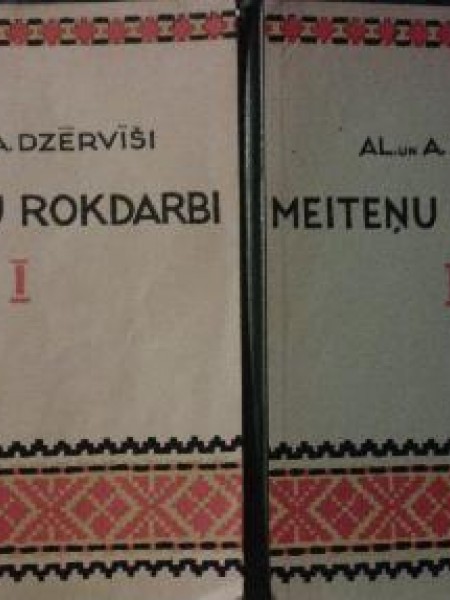 A. DZĒRVĪŠI
ROKDARBI
I
AL. UN A.
MEITEŅU